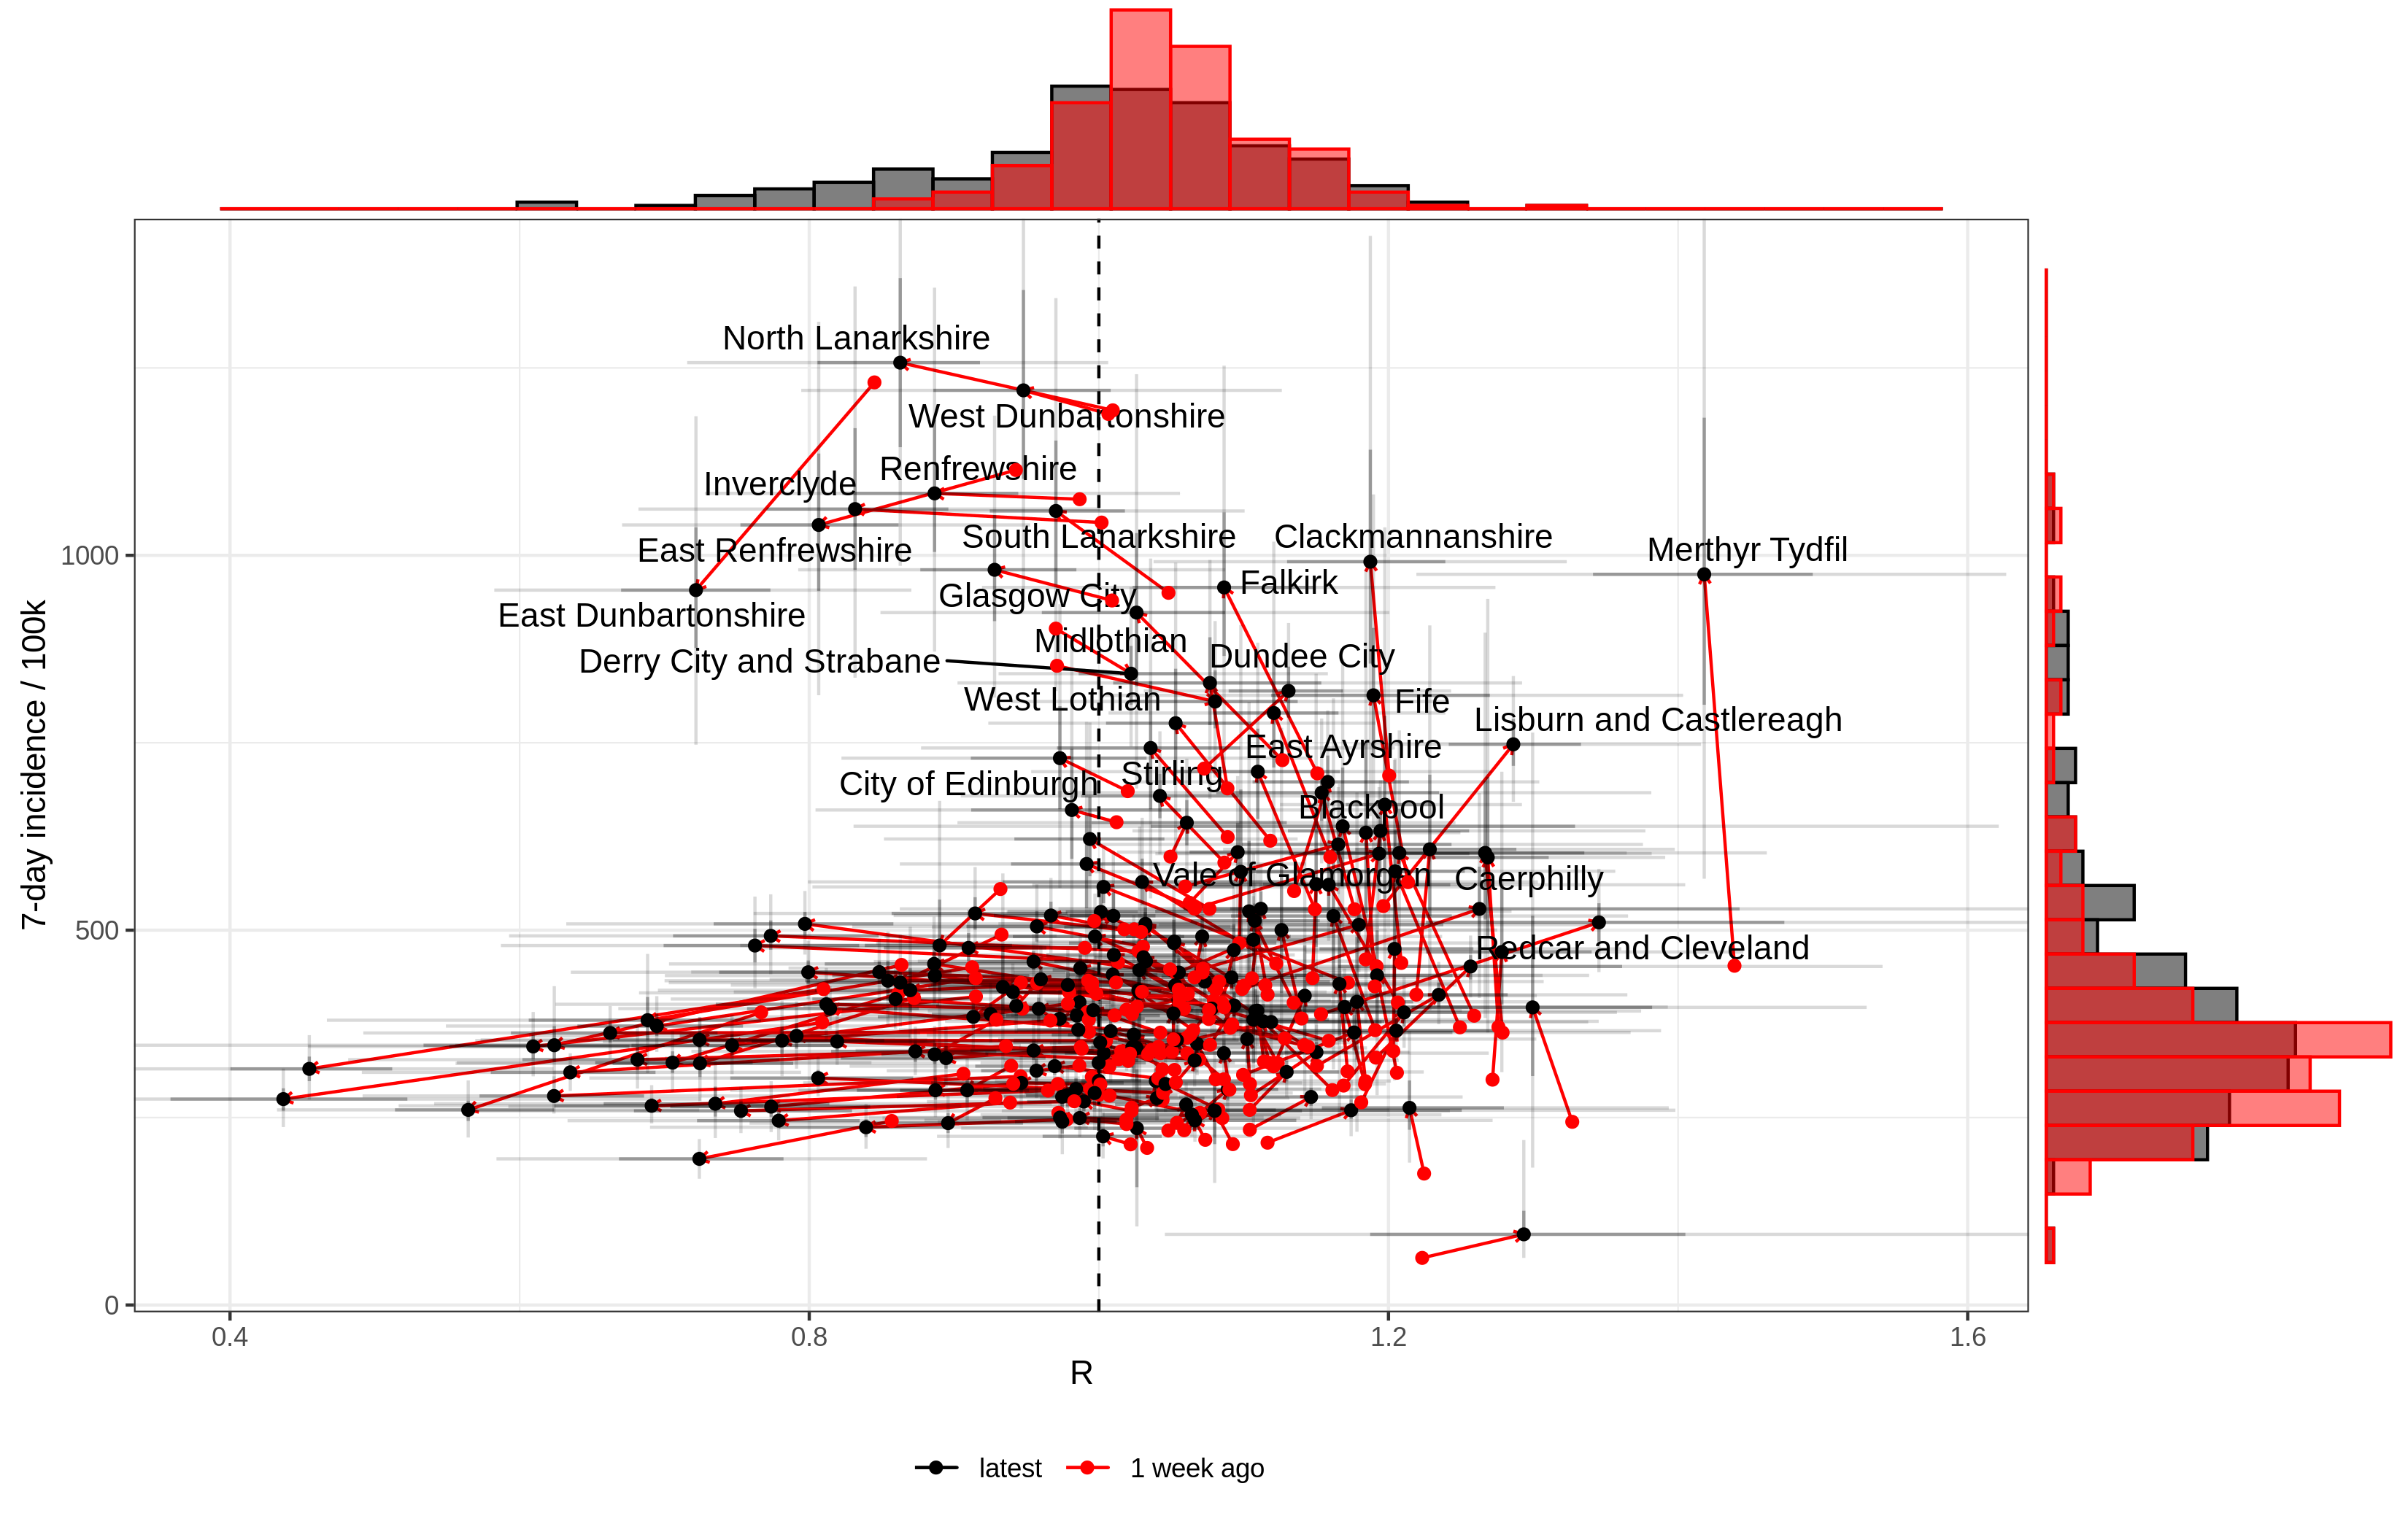 North Lanarkshire
West Dunbartonshire
Renfrewshire
Inverclyde
South Lanarkshire
Clackmannanshire
East Renfrewshire
Merthyr Tydfil
Falkirk
Glasgow City
East Dunbartonshire
Midlothian
Derry City and Strabane
Dundee City
West Lothian
Fife
Lisburn and Castlereagh
East Ayrshire
Stirling
City of Edinburgh
Blackpool
Vale of Glamorgan
Caerphilly
Redcar and Cleveland
1000
500
0
7-day incidence / 100k
0.4
0.8
1.2
1.6
R
latest
1 week ago